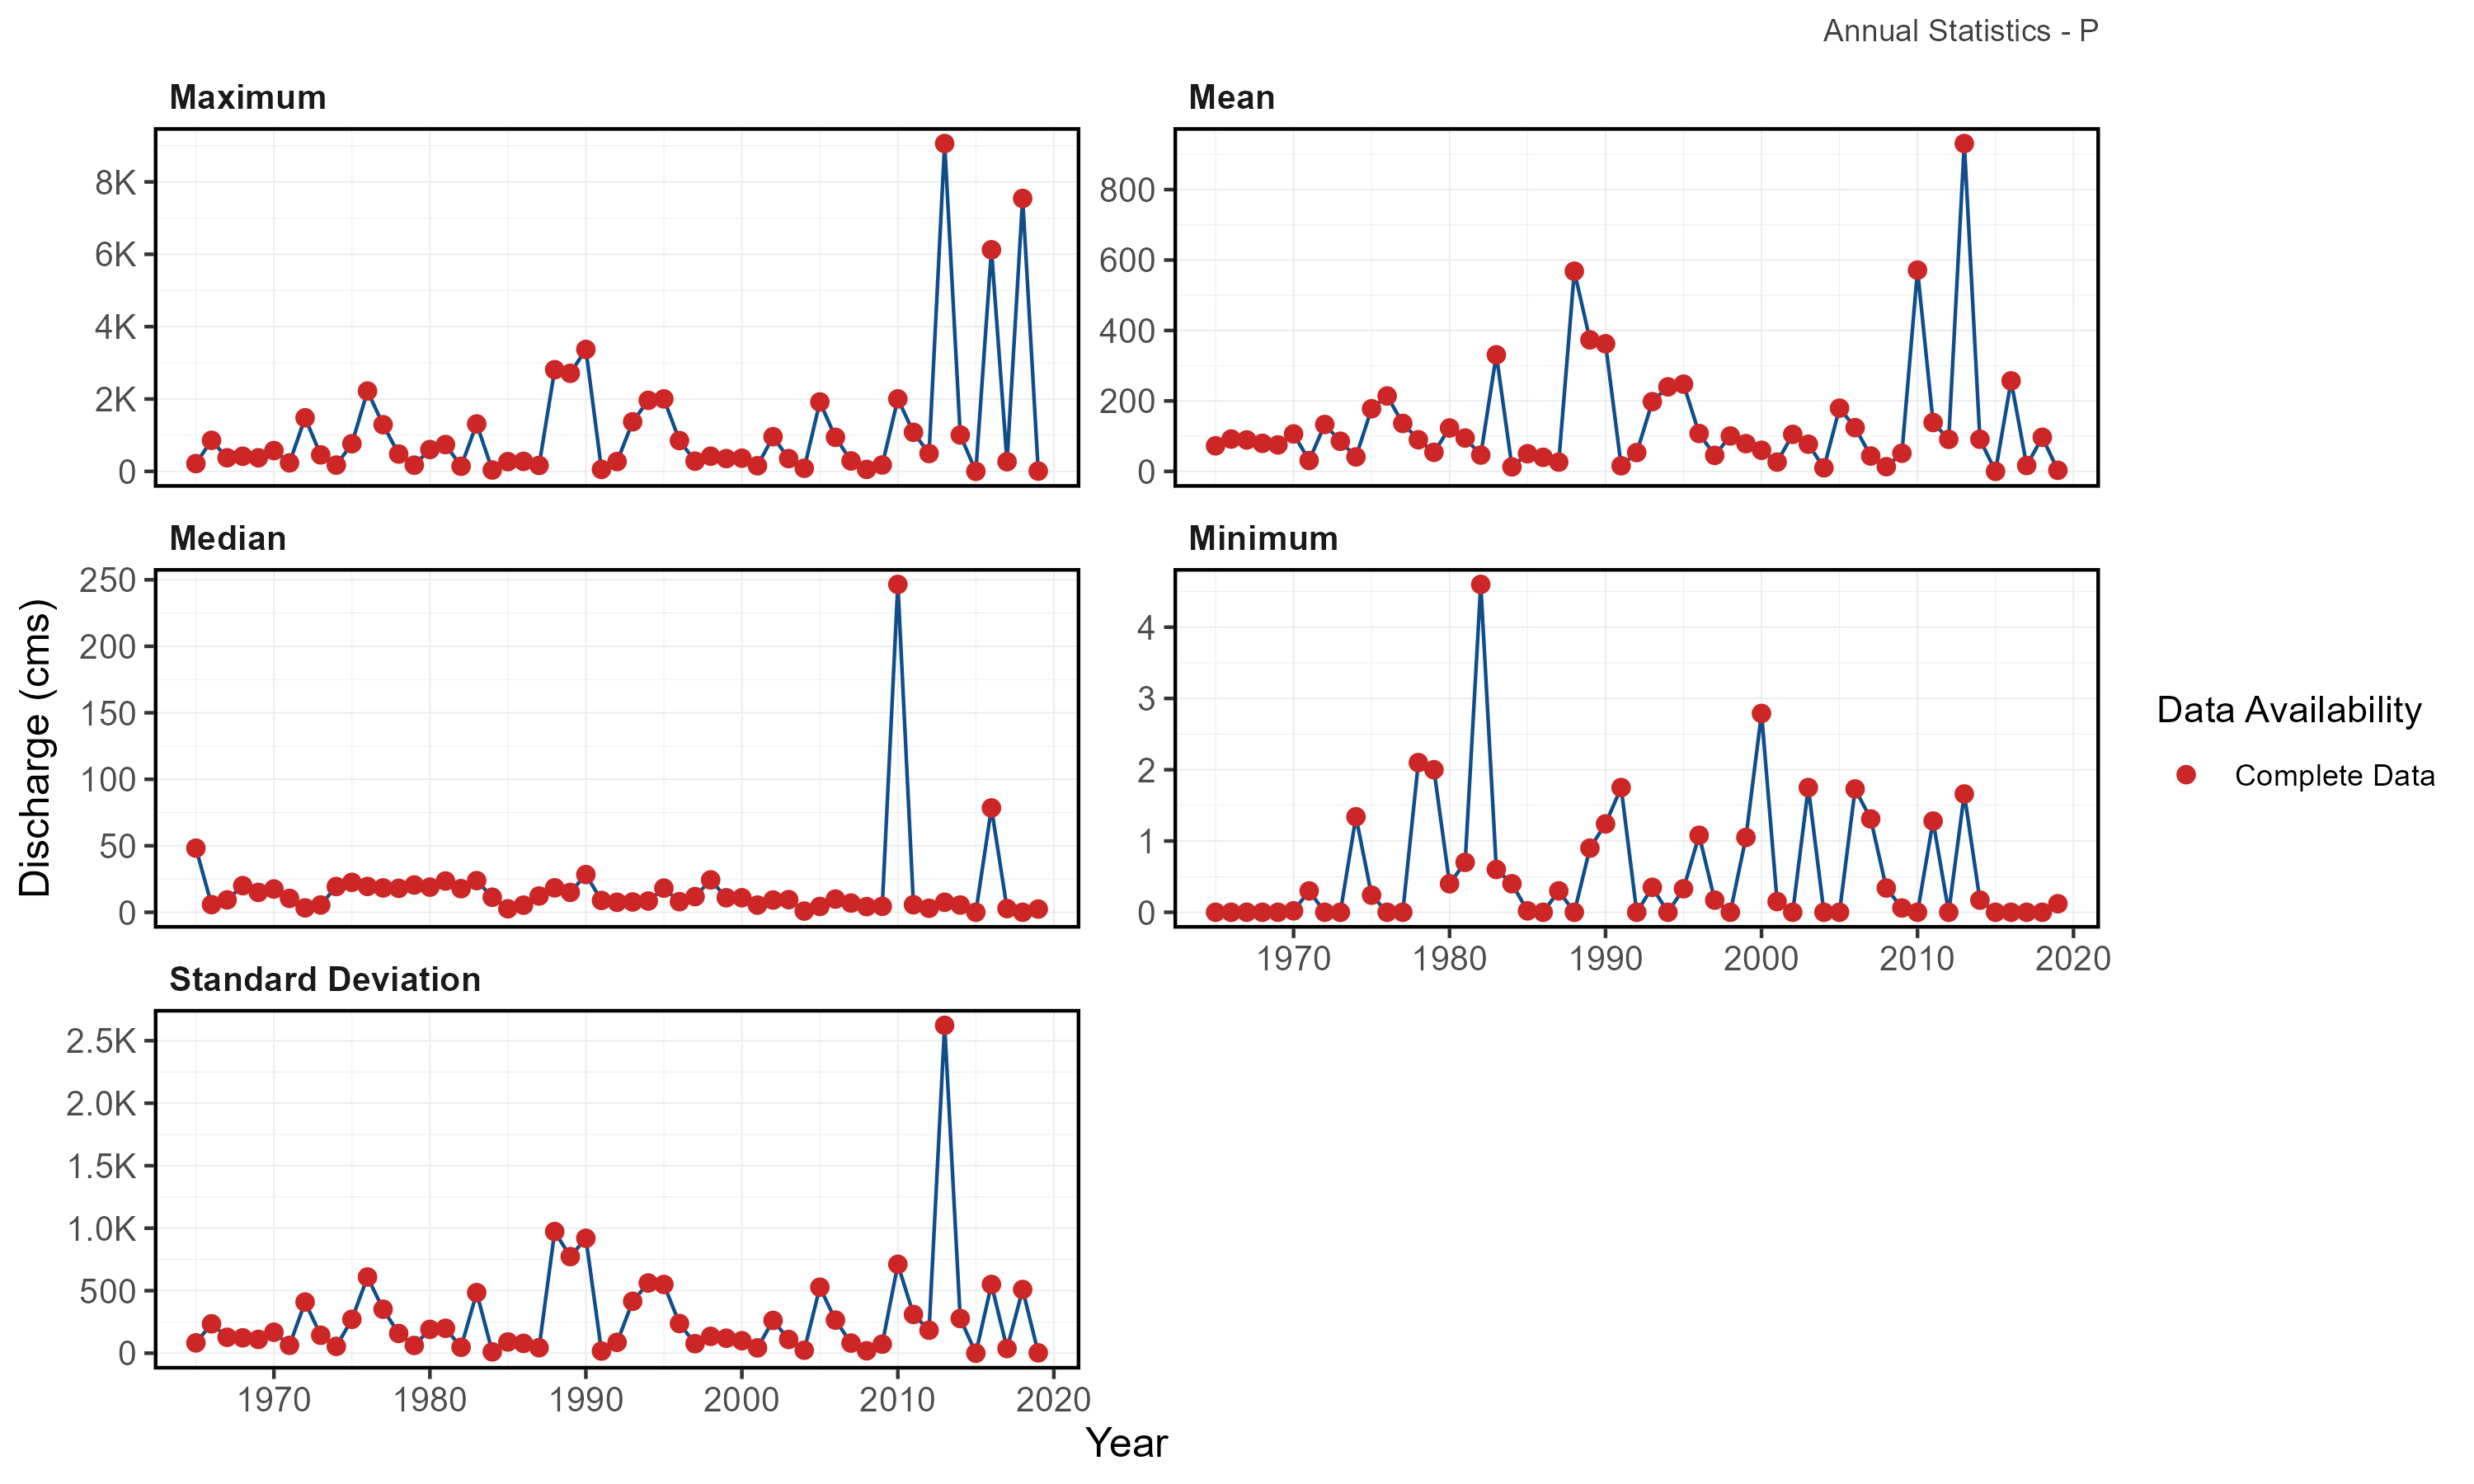 Annual Statistics - P
Maximum
8K
6K
4K
2K
0
Mean
800
600
400
200
0
Median
250
200
150
100
50
0
Minimum
4
3
2
1
0
1970 1980 1990 2000 2010 2020
Standard Deviation
2.5K
2.0K
1.5K
1.0K
500
0
1970 1980 1990 2000 2010 2020
Discharge (cms)
Year
Data Availability
Complete Data